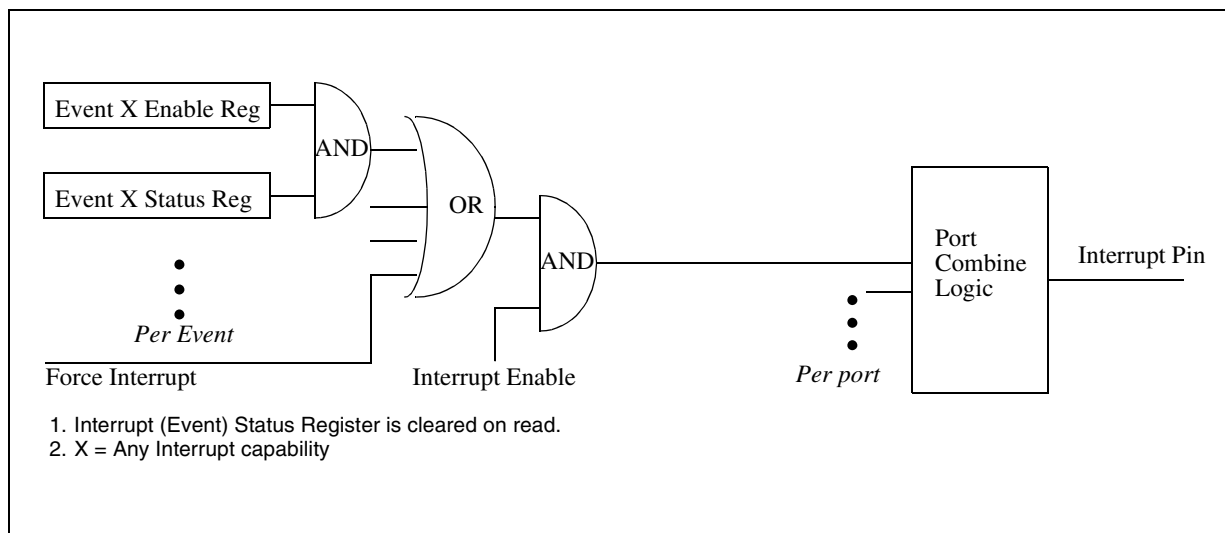 Event X Enable Reg
AND
Event X Status Reg
OR
AND
Port
Combine
Logic
Interrupt Pin
Per Event
Force Interrupt
Interrupt Enable
Per port
1. Interrupt (Event) Status Register is cleared on read.
2. X = Any Interrupt capability